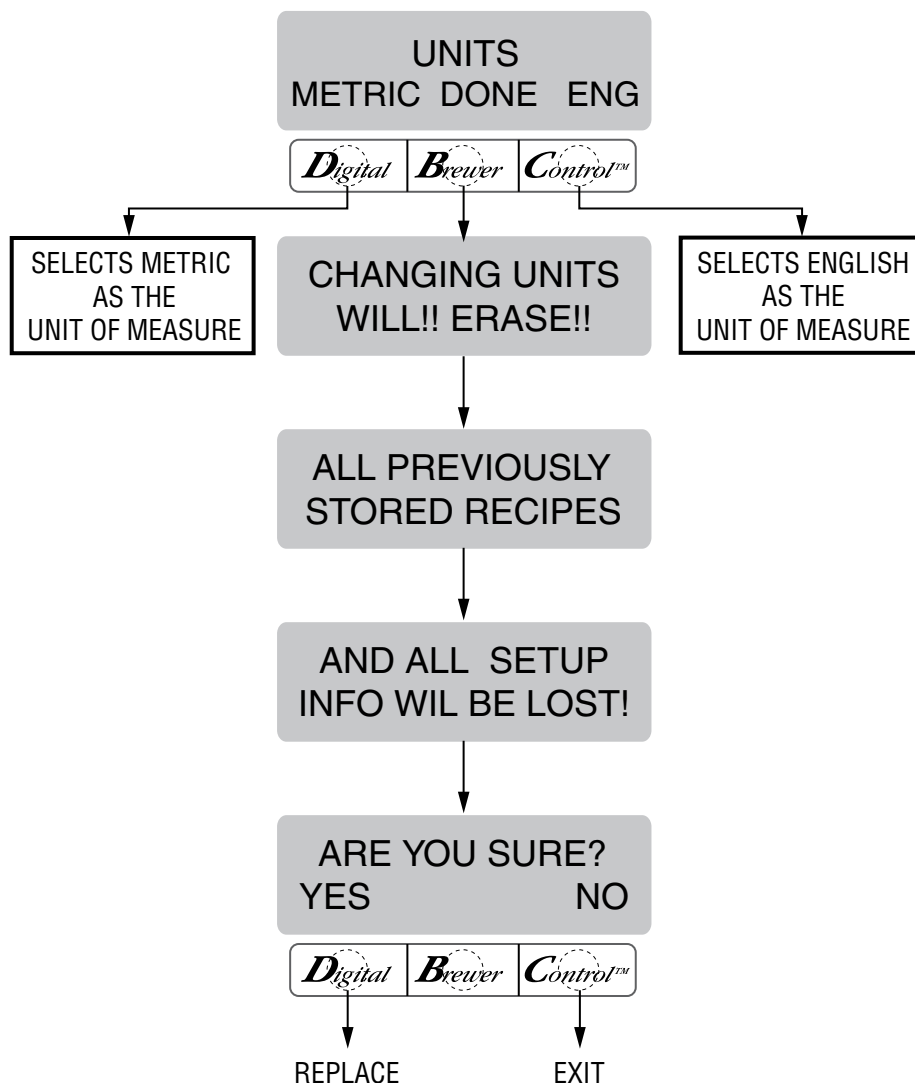 UNITS
METRIC DONE ENG
Digital Brewer Control™
SELECTS METRIC
AS THE
UNIT OF MEASURE
CHANGING UNITS
WILL!! ERASE!!
SELECTS ENGLISH
AS THE
UNIT OF MEASURE
ALL PREVIOUSLY
STORED RECIPES
AND ALL SETUP
INFO WIL BE LOST!
ARE YOU SURE?
YES NO
Digital Brewer Control™
REPLACE EXIT